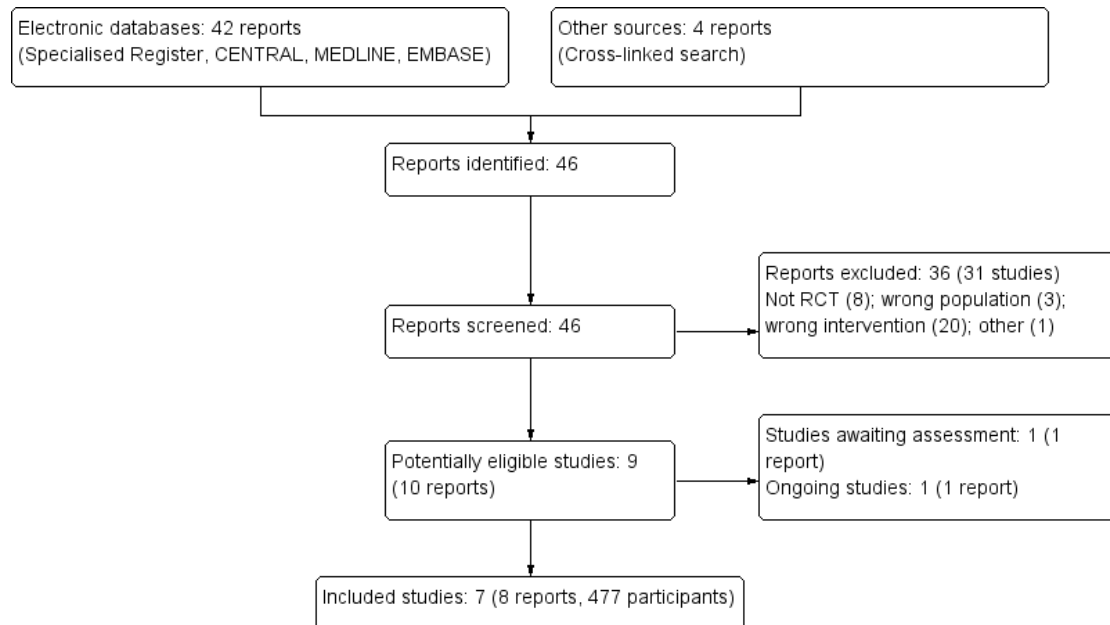 Electronic databases: 42 reports
(Specialised Register, CENTRAL, MEDLINE, EMBASE)
Other sources: 4 reports
(Cross-linked search)
Reports identified: 46
Reports excluded: 36 (31 studies)
Not RCT (8); wrong population (3);
wrong intervention (20); other (1)
Reports screened: 46
Studies awaiting assessment: 1 (1
report)
Ongoing studies: 1 (1 report)
Potentially eligible studies: 9
(10 reports)
Included studies: 7 (8 reports, 477 participants)